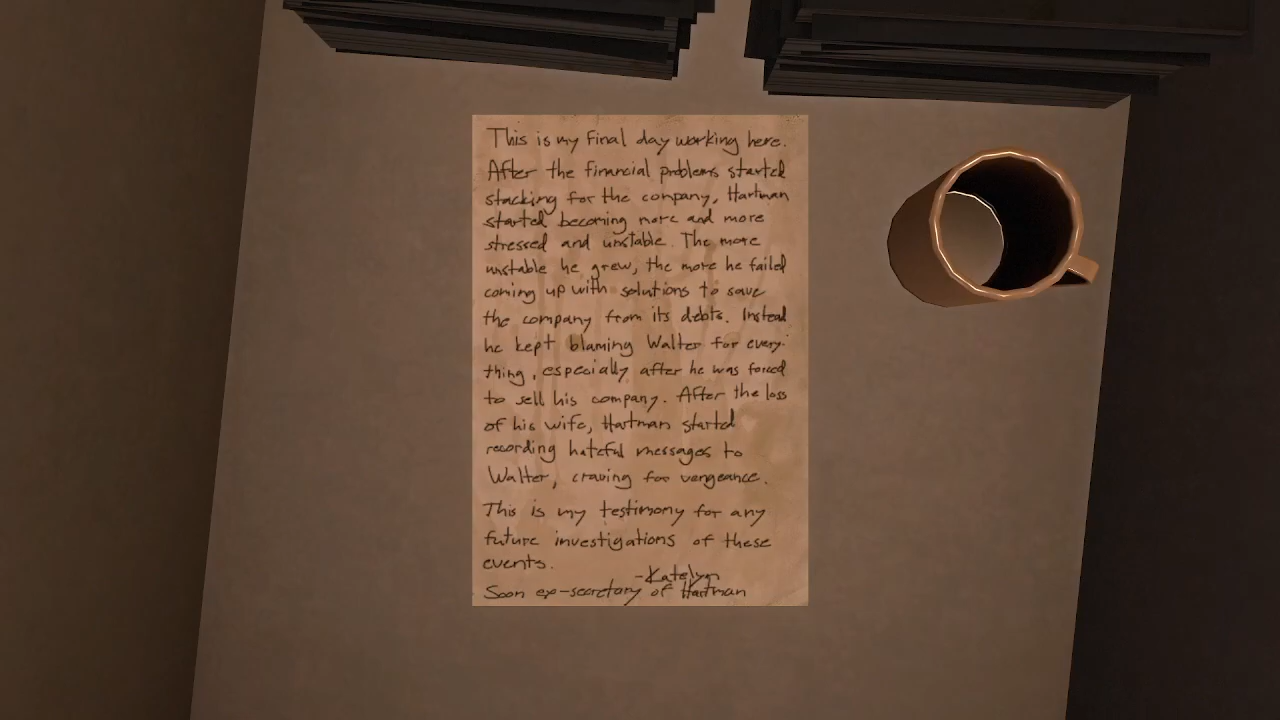 This is my final day working here.
After the financial problems started
stacking for the company, Hartman
started becoming more and more
stressed and unstable. The more
unstable he grew, the more he failed
coming up with solutions to save
the company from its debts. Instead
he kept blaming Walter for every-
thing, especially after he was forced
to sell his company. After the loss
of his wife, Hartman started
recording hateful messages to
Walter, craving for vengeance.
This is my testimony for any
future investigations of these
events.
-Katelyn
Soon ex-secretary of Hartman